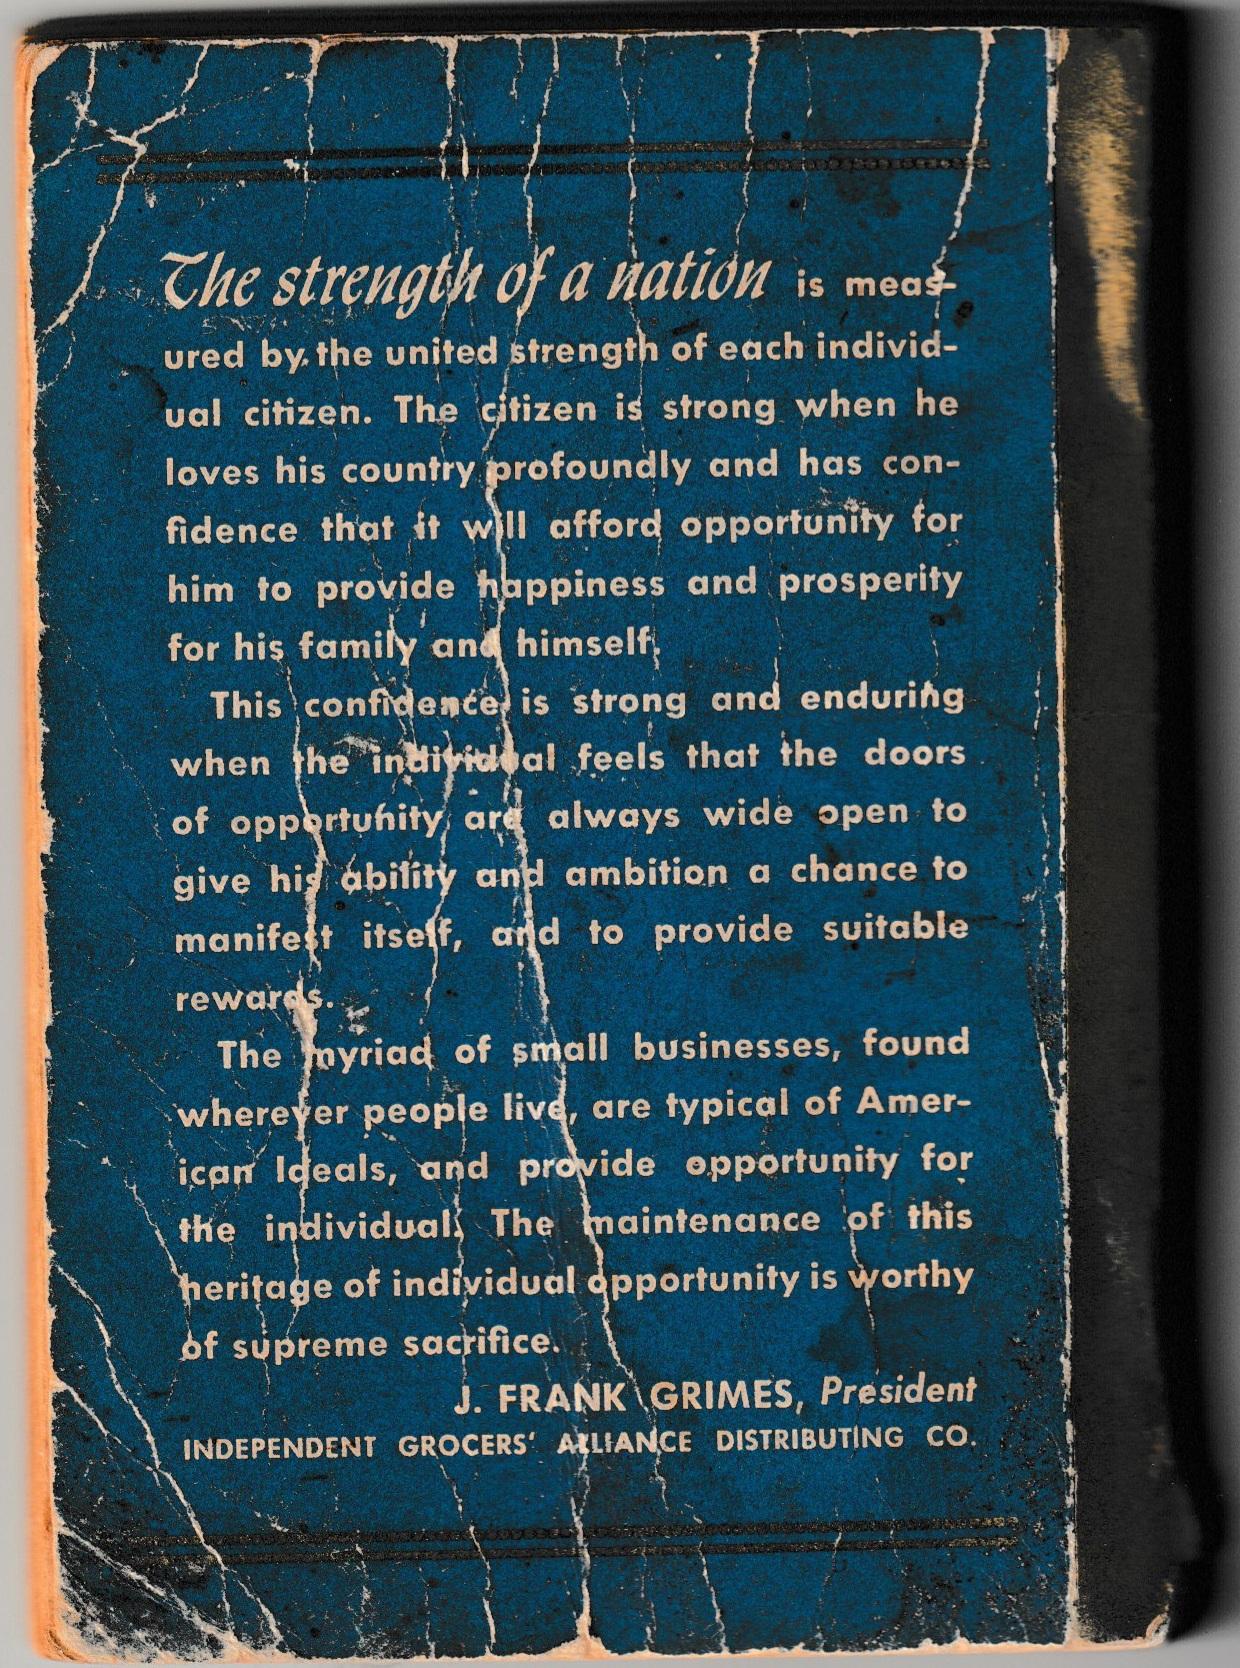 The strength of a nation is meas-
ured by the united strength of each individ-
ual citizen. The citizen is strong when he
loves his country profoundly and has con-
fidence that it will afford opportunity for
him to provide happiness and prosperity
for his family and himself.
This confidence is strong and enduring
when the individual feels that the doors
of opportunity are always wide open to
give his ability and ambition a chance to
manifest itself, and to provide suitable
rewards.
The myriad of small businesses, found
wherever people live, are typical of Amer-
ican Ideals, and provide opportunity for
the individual. The maintenance of this
heritage of individual opportunity is worthy
of supreme sacrifice.
J. FRANK GRIMES, President
INDEPENDENT GROCERS' ALLIANCE DISTRIBUTING CO.